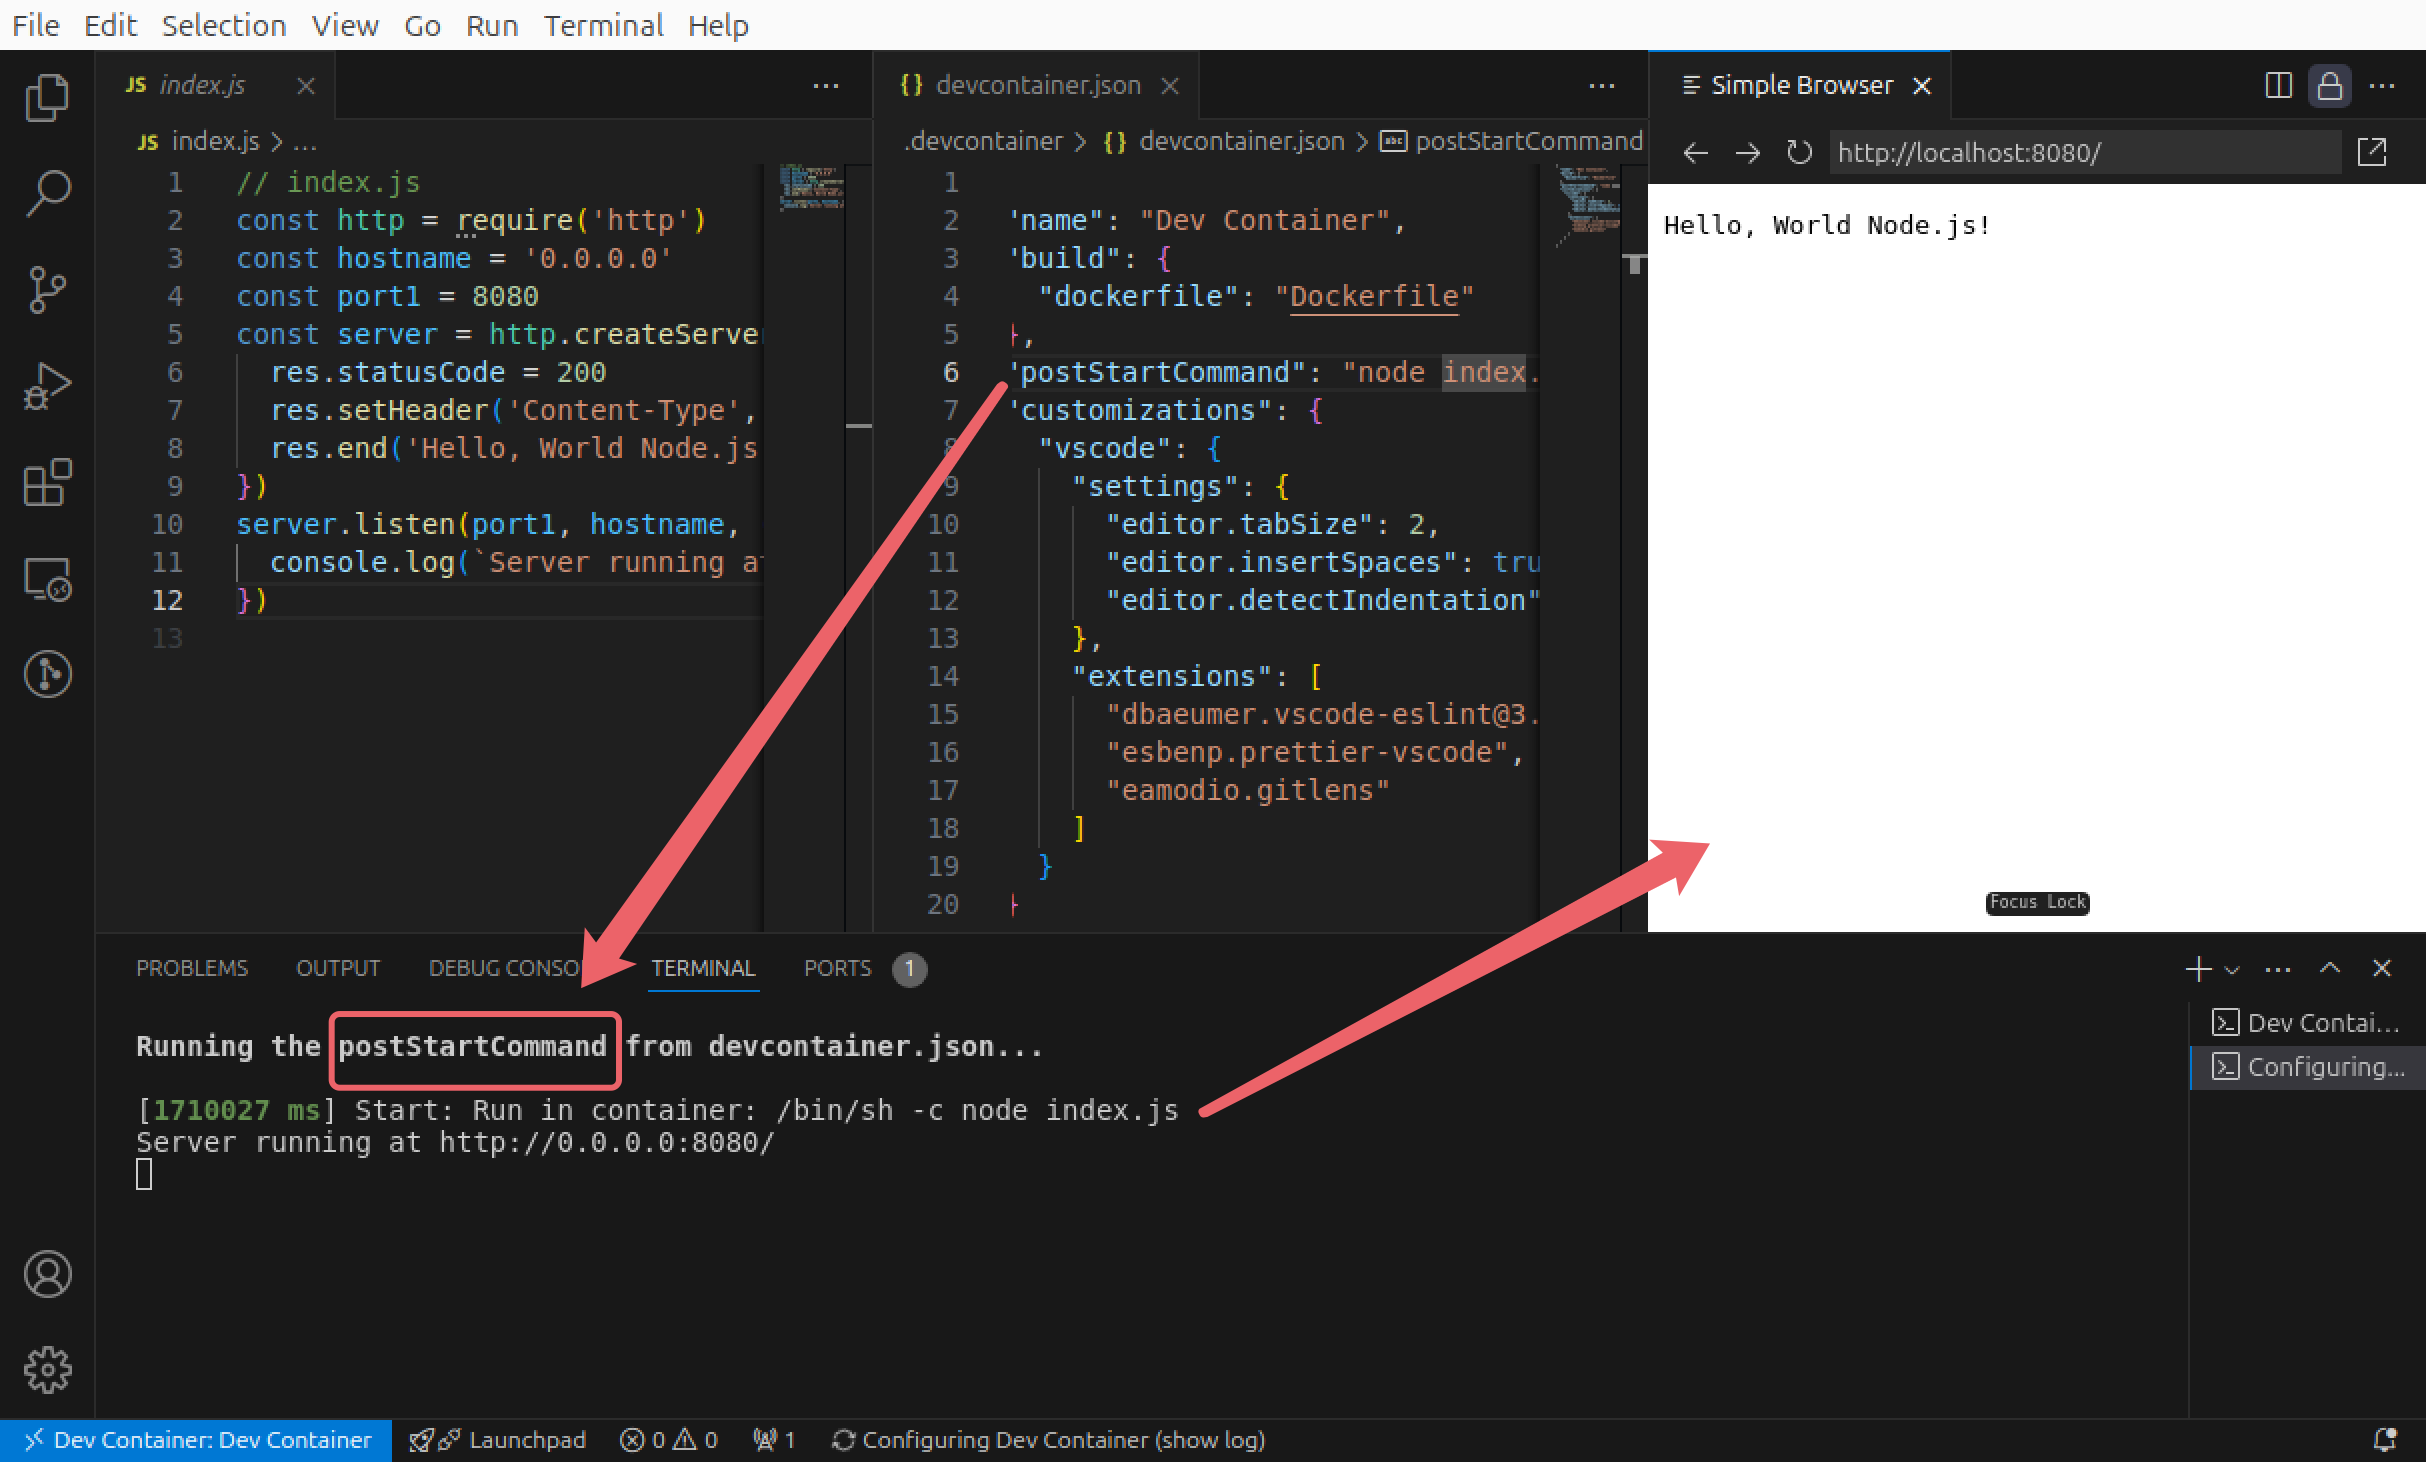 File Edit Selection View Go Run Terminal Help
JS index.js
JS index.js > ...
1 // index.js
2 const http = require('http')
3 const hostname = '0.0.0.0'
4 const port1 = 8080
5 const server = http.createServer
6 res.statusCode = 200
7 res.setHeader('Content-Type',
8 res.end('Hello, World Node.js
9 })
10 server.listen(port1, hostname,
11 console.log(`Server running at
12 })
13
{} devcontainer.json
.devcontainer > {} devcontainer.json > abc postStartCommand
1
2 "name": "Dev Container",
3 "build": {
4 "dockerfile": "Dockerfile"
5 },
6 "postStartCommand": "node index.
7 "customizations": {
8 "vscode": {
9 "settings": {
10 "editor.tabSize": 2,
11 "editor.insertSpaces": tru
12 "editor.detectIndentation"
13 },
14 "extensions": [
15 "dbaeumer.vscode-eslint@3.
16 "esbenp.prettier-vscode",
17 "eamodio.gitlens"
18 ]
19 }
20 }
Simple Browser
http://localhost:8080/
Hello, World Node.js!
Focus Lock
PROBLEMS OUTPUT DEBUG CONSO TERMINAL PORTS 1
Running the postStartCommand from devcontainer.json...
[1710027 ms] Start: Run in container: /bin/sh -c node index.js
Server running at http://0.0.0.0:8080/
Dev Contai...
Configuring...
Dev Container: Dev Container Launchpad 0 0 1 Configuring Dev Container (show log)